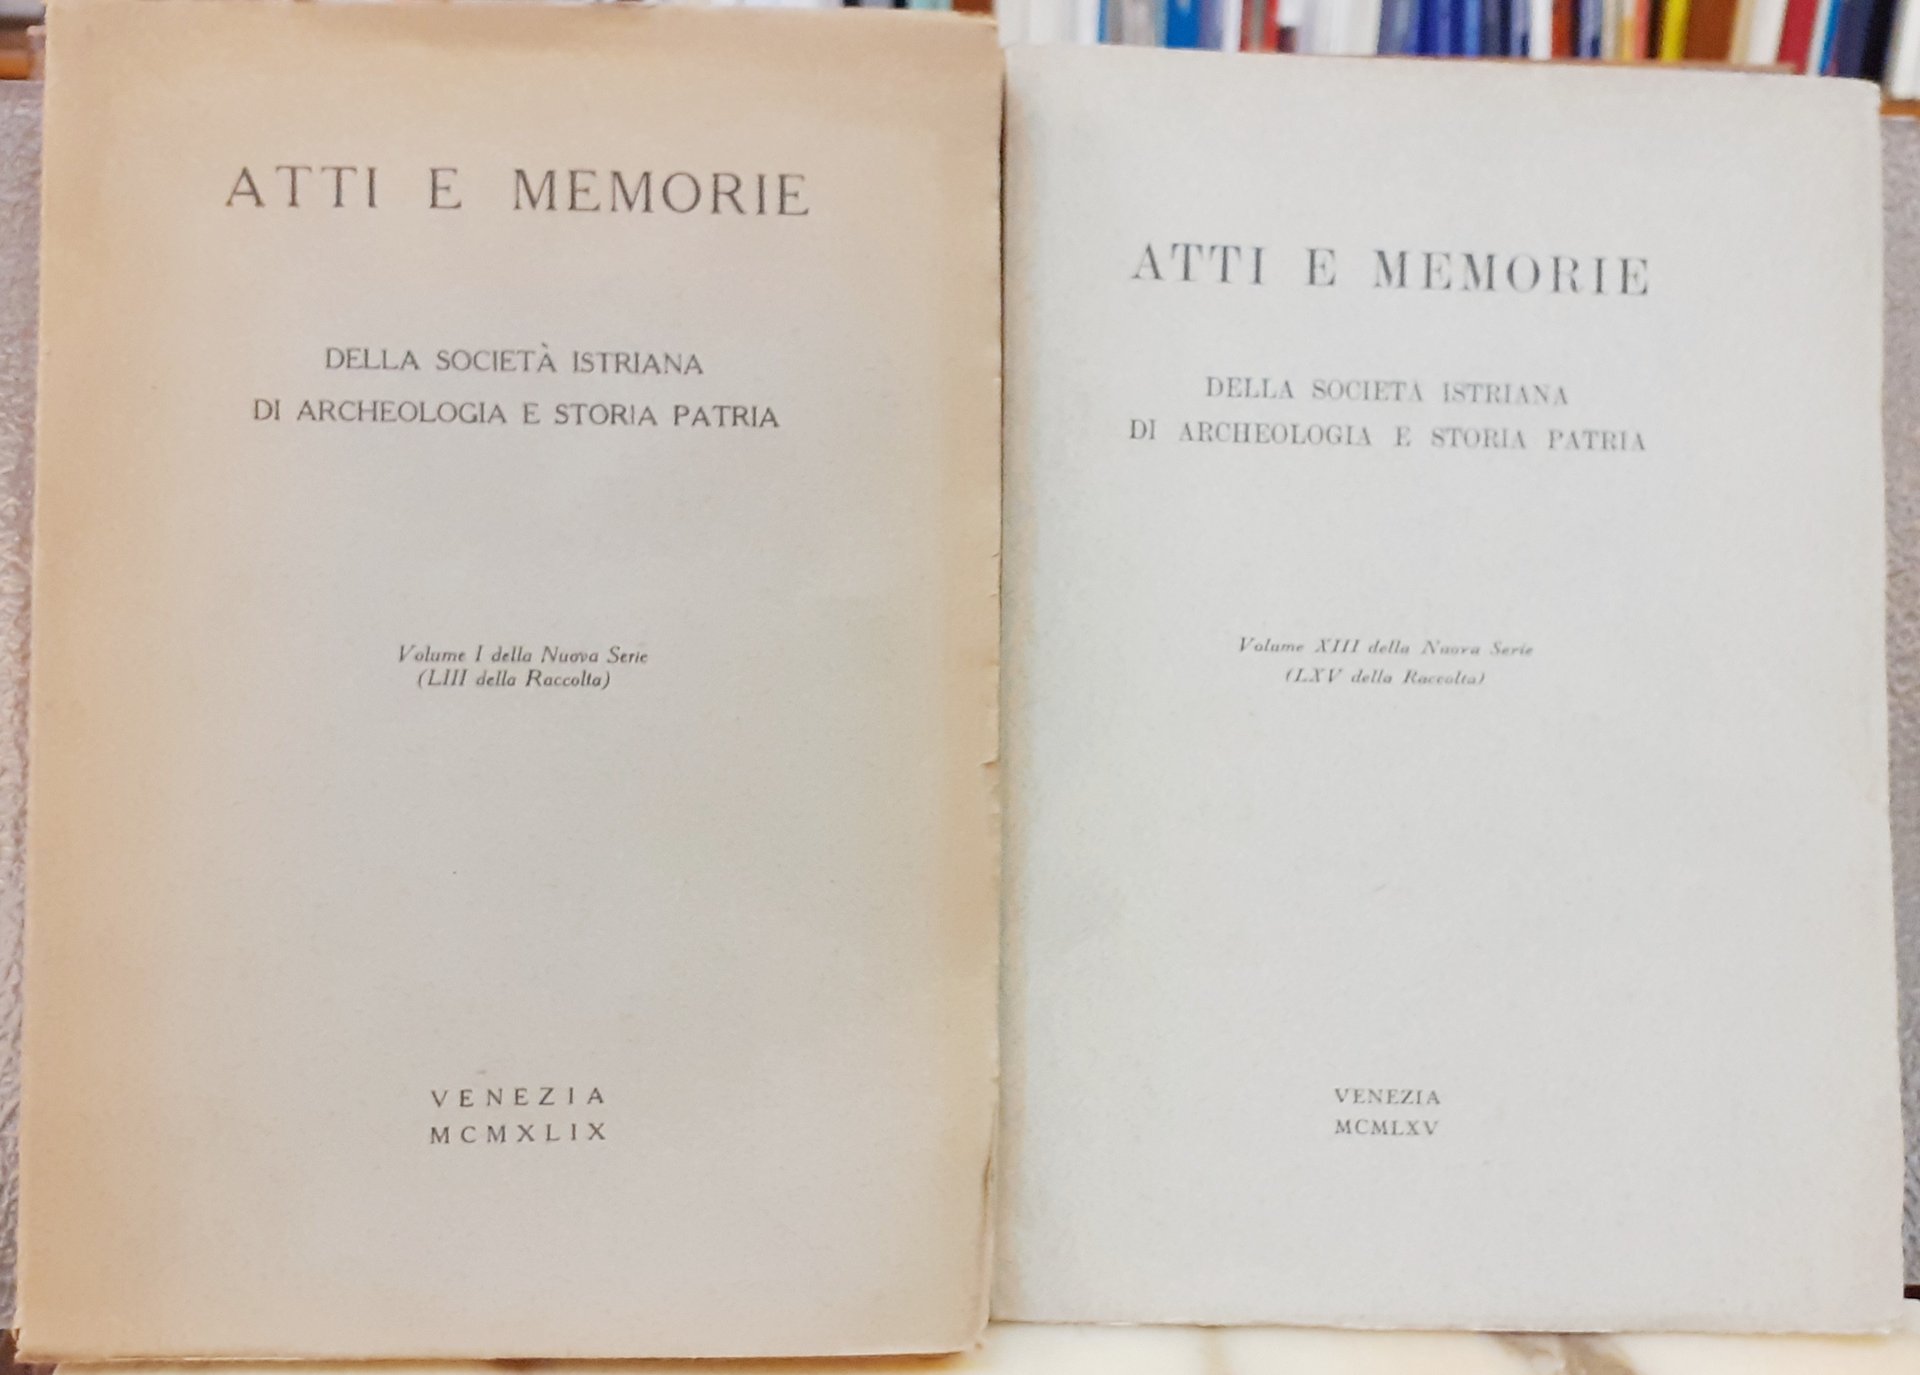 ATTI E MEMORIE
DELLA SOCIETÀ ISTRIANA
DI ARCHEOLOGIA E STORIA PATRIA
Volume I della Nuova Serie
(LIII della Raccolta)
VENEZIA
MCMXLIX
ATTI E MEMORIE
DELLA SOCIETÀ ISTRIANA
DI ARCHEOLOGIA E STORIA PATRIA
Volume XIII della Nuova Serie
(LXV della Raccolta)
VENEZIA
MCMLXV